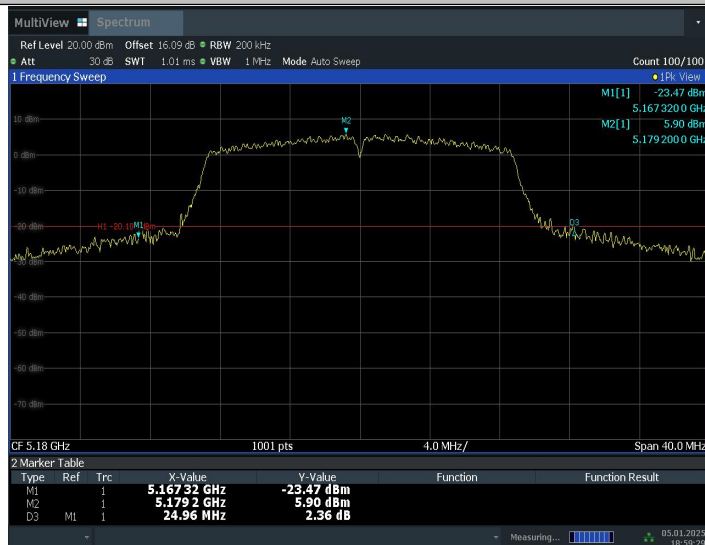 MultiView Spectrum
Ref Level 20.00 dBm Offset 16.09 dB RBW 200 kHz
Att 30 dB SWT 1.01 ms VBW 1 MHz Mode Auto Sweep Count 100/100
1 Frequency Sweep 1Pk View
M1[1] -23.47 dBm
5.167 320 0 GHz
M2[1] 5.90 dBm
5.179 200 0 GHz
M2
10 dBm
0 dBm
-10 dBm
-20 dBm
H1 -20.10 dBm
M1
D3
-30 dBm
-40 dBm
-50 dBm
-60 dBm
-70 dBm
CF 5.18 GHz 1001 pts 4.0 MHz/ Span 40.0 MHz
2 Marker Table
Type Ref Trc X-Value Y-Value Function Function Result
M1 1 5.167 32 GHz -23.47 dBm
M2 1 5.179 2 GHz 5.90 dBm
D3 M1 1 24.96 MHz 2.36 dB
Measuring... 05.01.2025
18:59:29